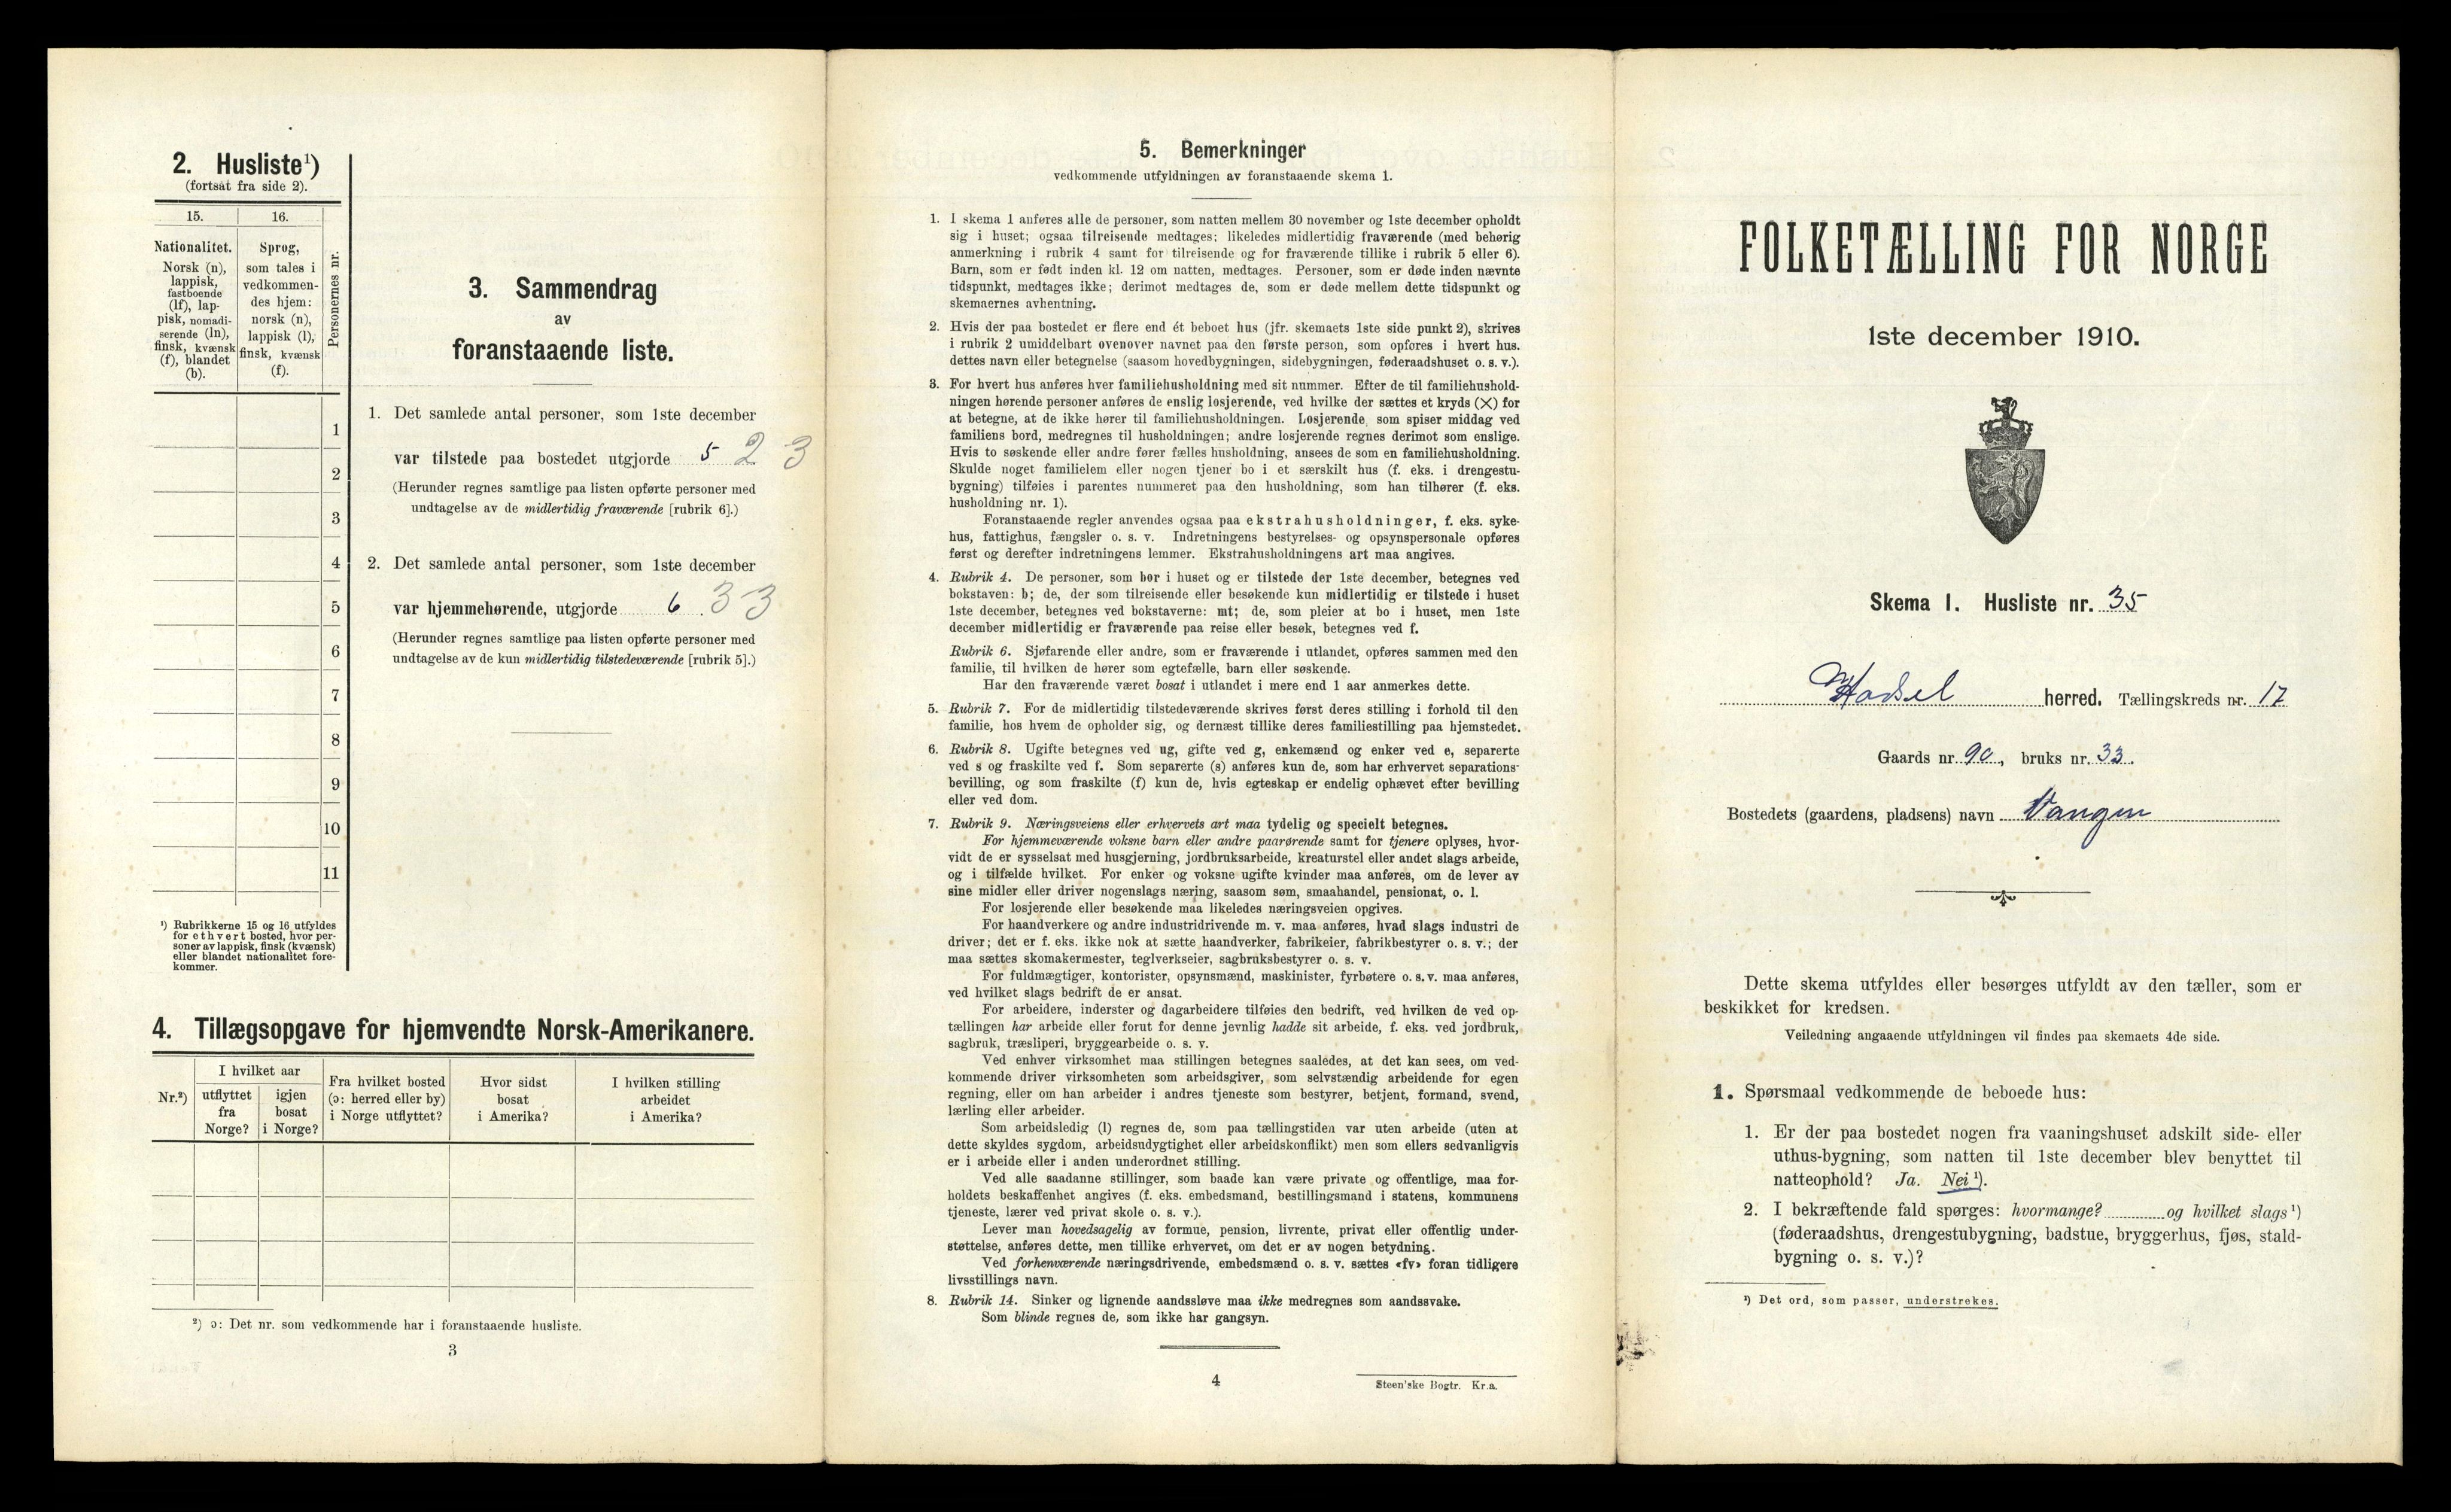 2. Husliste¹)
(fortsat fra side 2).
15. 16.
Nationalitet.
Norsk (n),
lappisk,
fastboende
(lf), lap-
pisk, nomadi-
serende (ln),
finsk, kvænsk
(f), blandet
(b).
Sprog,
som tales i
vedkommen-
des hjem:
norsk (n),
lappisk (l),
finsk, kvænsk
(f).
Personernes nr.
1
2
3
4
5
6
7
8
9
10
11
¹) Rubrikkerne 15 og 16 utfyldes
for ethvert bosted, hvor per-
soner av lappisk, finsk (kvænsk)
eller blandet nationalitet fore-
kommer.
3. Sammendrag
av
foranstaaende liste.
1. Det samlede antal personer, som 1ste december
var tilstede paa bostedet utgjorde 5 2 3
(Herunder regnes samtlige paa listen opførte personer med
undtagelse av de midlertidig fraværende [rubrik 6].)
2. Det samlede antal personer, som 1ste december
var hjemmehørende, utgjorde 6 3 3
(Herunder regnes samtlige paa listen opførte personer med
undtagelse av de kun midlertidig tilstedeværende [rubrik 5].)
4. Tillægsopgave for hjemvendte Norsk-Amerikanere.
Nr.²)
I hvilket aar
utflyttet
fra
Norge?
igjen
bosat
i Norge?
Fra hvilket bosted
(ɔ: herred eller by)
i Norge utflyttet?
Hvor sidst
bosat
i Amerika?
I hvilken stilling
arbeidet
i Amerika?
²) ɔ: Det nr. som vedkommende har i foranstaaende husliste.
3
5. Bemerkninger
vedkommende utfyldningen av foranstaaende skema 1.
1. I skema 1 anføres alle de personer, som natten mellem 30 november og 1ste december opholdt
sig i huset; ogsaa tilreisende medtages; likeledes midlertidig fraværende (med behørig
anmerkning i rubrik 4 samt for tilreisende og for fraværende tillike i rubrik 5 eller 6).
Barn, som er født inden kl. 12 om natten, medtages. Personer, som er døde inden nævnte
tidspunkt, medtages ikke; derimot medtages de, som er døde mellem dette tidspunkt og
skemaernes avhentning.
2. Hvis der paa bostedet er flere end ét beboet hus (jfr. skemaets 1ste side punkt 2), skrives
i rubrik 2 umiddelbart ovenover navnet paa den første person, som opføres i hvert hus.
dettes navn eller betegnelse (saasom hovedbygningen, sidebygningen, føderaadshuset o. s. v.).
3. For hvert hus anføres hver familiehusholdning med sit nummer. Efter de til familiehushold-
ningen hørende personer anføres de enslig losjerende, ved hvilke der sættes et kryds (×) for
at betegne, at de ikke hører til familiehusholdningen. Losjerende, som spiser middag ved
familiens bord, medregnes til husholdningen; andre losjerende regnes derimot som enslige.
Hvis to søskende eller andre fører fælles husholdning, ansees de som en familiehusholdning.
Skulde noget familielem eller nogen tjener bo i et særskilt hus (f. eks. i drengestu-
bygning) tilføies i parentes nummeret paa den husholdning, som han tilhører (f. eks.
husholdning nr. 1).
Foranstaaende regler anvendes ogsaa paa ekstrahusholdninger, f. eks. syke-
hus, fattighus, fængsler o. s. v. Indretningens bestyrelses- og opsynspersonale opføres
først og derefter indretningens lemmer. Ekstrahusholdningens art maa angives.
4. Rubrik 4. De personer, som bor i huset og er tilstede der 1ste december, betegnes ved
bokstaven: b; de, der som tilreisende eller besøkende kun midlertidig er tilstede i huset
1ste december, betegnes ved bokstaverne: mt; de, som pleier at bo i huset, men 1ste
december midlertidig er fraværende paa reise eller besøk, betegnes ved f.
Rubrik 6. Sjøfarende eller andre, som er fraværende i utlandet, opføres sammen med den
familie, til hvilken de hører som egtefælle, barn eller søskende.
Har den fraværende været bosat i utlandet i mere end 1 aar anmerkes dette.
5. Rubrik 7. For de midlertidig tilstedeværende skrives først deres stilling i forhold til den
familie, hos hvem de opholder sig, og dernæst tillike deres familiestilling paa hjemstedet.
6. Rubrik 8. Ugifte betegnes ved ug, gifte ved g, enkemænd og enker ved e, separerte
ved s og fraskilte ved f. Som separerte (s) anføres kun de, som har erhvervet separations-
bevilling, og som fraskilte (f) kun de, hvis egteskap er endelig ophævet efter bevilling
eller ved dom.
7. Rubrik 9. Næringsveiens eller erhvervets art maa tydelig og specielt betegnes.
For hjemmeværende voksne barn eller andre paarørende samt for tjenere oplyses, hvor-
vidt de er sysselsat med husgjerning, jordbruksarbeide, kreaturstel eller andet slags arbeide,
og i tilfælde hvilket. For enker og voksne ugifte kvinder maa anføres, om de lever av
sine midler eller driver nogenslags næring, saasom søm, smaahandel, pensionat, o. l.
For losjerende eller besøkende maa likeledes næringsveien opgives.
For haandverkere og andre industridrivende m. v. maa anføres, hvad slags industri de
driver; det er f. eks. ikke nok at sætte haandverker, fabrikeier, fabrikbestyrer o. s. v.; der
maa sættes skomakermester, teglverkseier, sagbruksbestyrer o. s. v.
For fuldmægtiger, kontorister, opsynsmænd, maskinister, fyrbøtere o. s. v. maa anføres,
ved hvilket slags bedrift de er ansat.
For arbeidere, inderster og dagarbeidere tilføies den bedrift, ved hvilken de ved op-
tællingen har arbeide eller forut for denne jevnlig hadde sit arbeide, f. eks. ved jordbruk,
sagbruk, træsliperi, bryggearbeide o. s. v.
Ved enhver virksomhet maa stillingen betegnes saaledes, at det kan sees, om ved-
kommende driver virksomheten som arbeidsgiver, som selvstændig arbeidende for egen
regning, eller om han arbeider i andres tjeneste som bestyrer, betjent, formand, svend,
lærling eller arbeider.
Som arbeidsledig (l) regnes de, som paa tællingstiden var uten arbeide (uten at
dette skyldes sygdom, arbeidsudygtighet eller arbeidskonflikt) men som ellers sedvanligvis
er i arbeide eller i anden underordnet stilling.
Ved alle saadanne stillinger, som baade kan være private og offentlige, maa for-
holdets beskaffenhet angives (f. eks. embedsmand, bestillingsmand i statens, kommunens
tjeneste, lærer ved privat skole o. s. v.).
Lever man hovedsagelig av formue, pension, livrente, privat eller offentlig under-
støttelse, anføres dette, men tillike erhvervet, om det er av nogen betydning.
Ved forhenværende næringsdrivende, embedsmænd o. s. v. sættes «fv» foran tidligere
livsstillings navn.
8. Rubrik 14. Sinker og lignende aandssløve maa ikke medregnes som aandssvake.
Som blinde regnes de, som ikke har gangsyn.
4
Steen'ske Bogtr. Kr.a.
FOLKETÆLLING FOR NORGE
1ste december 1910.
Skema 1. Husliste nr. 35
Hadsel herred. Tællingskreds nr. 17
Gaards nr. 90, bruks nr. 33.
Bostedets (gaardens, pladsens) navn Vangen
Dette skema utfyldes eller besørges utfyldt av den tæller, som er
beskikket for kredsen.
Veiledning angaaende utfyldningen vil findes paa skemaets 4de side.
1. Spørsmaal vedkommende de beboede hus:
1. Er der paa bostedet nogen fra vaaningshuset adskilt side- eller
uthus-bygning, som natten til 1ste december blev benyttet til
natteophold? Ja. Nei ¹).
2. I bekræftende fald spørges: hvormange? og hvilket slags ¹)
(føderaadshus, drengestubygning, badstue, bryggerhus, fjøs, stald-
bygning o. s. v.)?
¹) Det ord, som passer, understrekes.